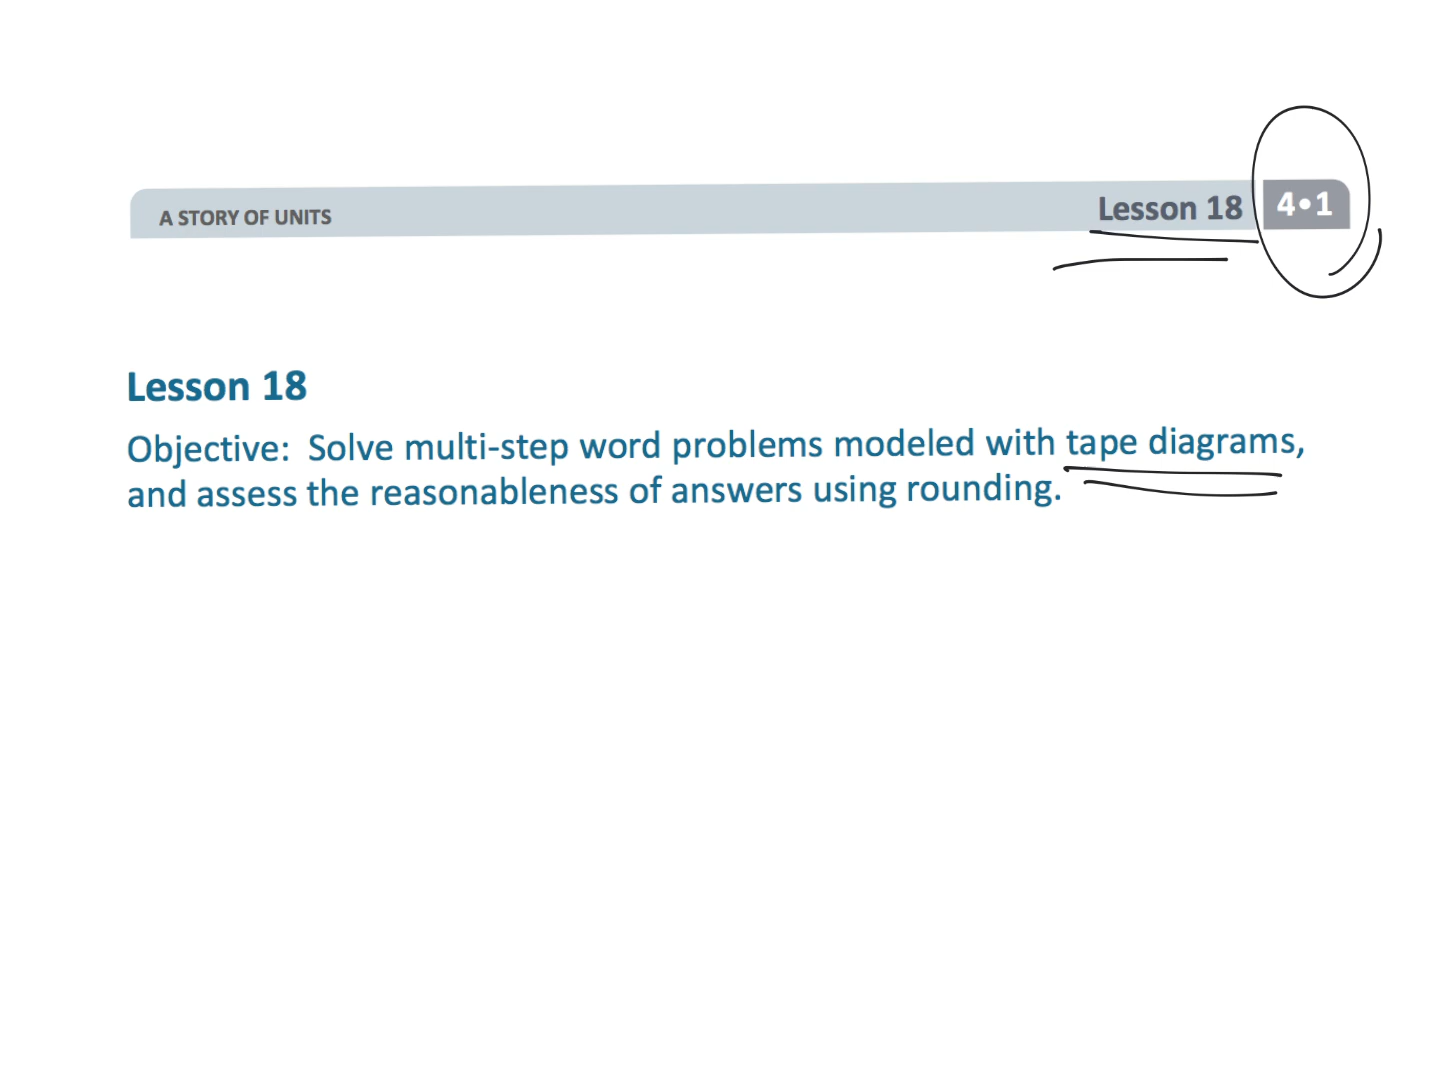 A STORY OF UNITS Lesson 18 4•1
Lesson 18
Objective: Solve multi-step word problems modeled with tape diagrams,
and assess the reasonableness of answers using rounding.